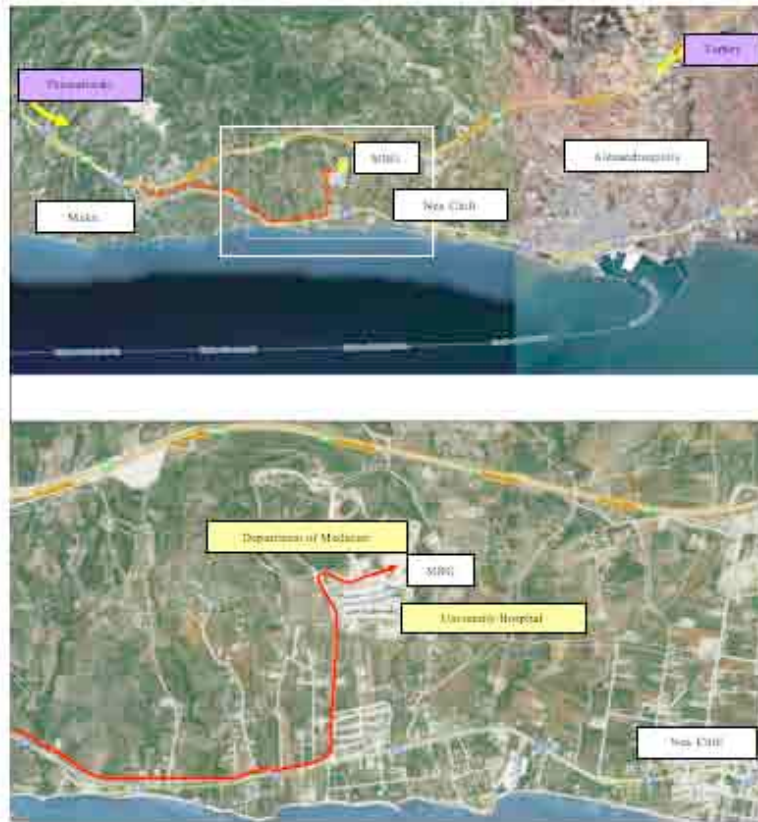 Thessaloniki
Turkey
MBG
Alexandroupolis
Makri
Nea Chili
Department of Medicine
MBG
University Hospital
Nea Chili